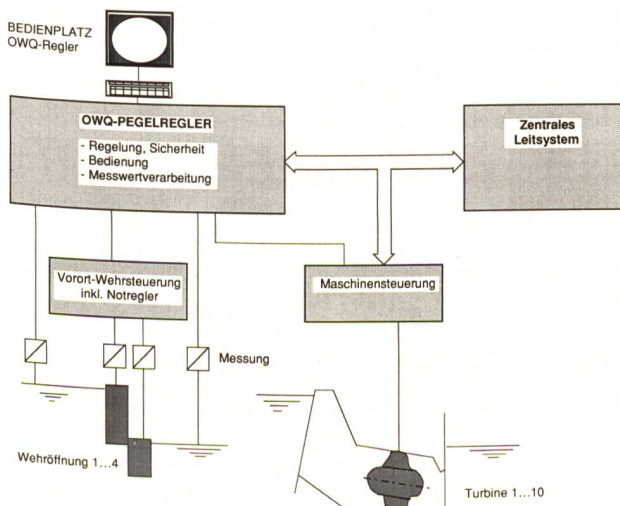 BEDIENPLATZ
OWQ-Regler
OWQ-PEGELREGLER
- Regelung, Sicherheit
- Bedienung
- Messwertverarbeitung
Zentrales
Leitsystem
Vorort-Wehrsteuerung
inkl. Notregler
Maschinensteuerung
Messung
Wehröffnung 1...4
Turbine 1...10